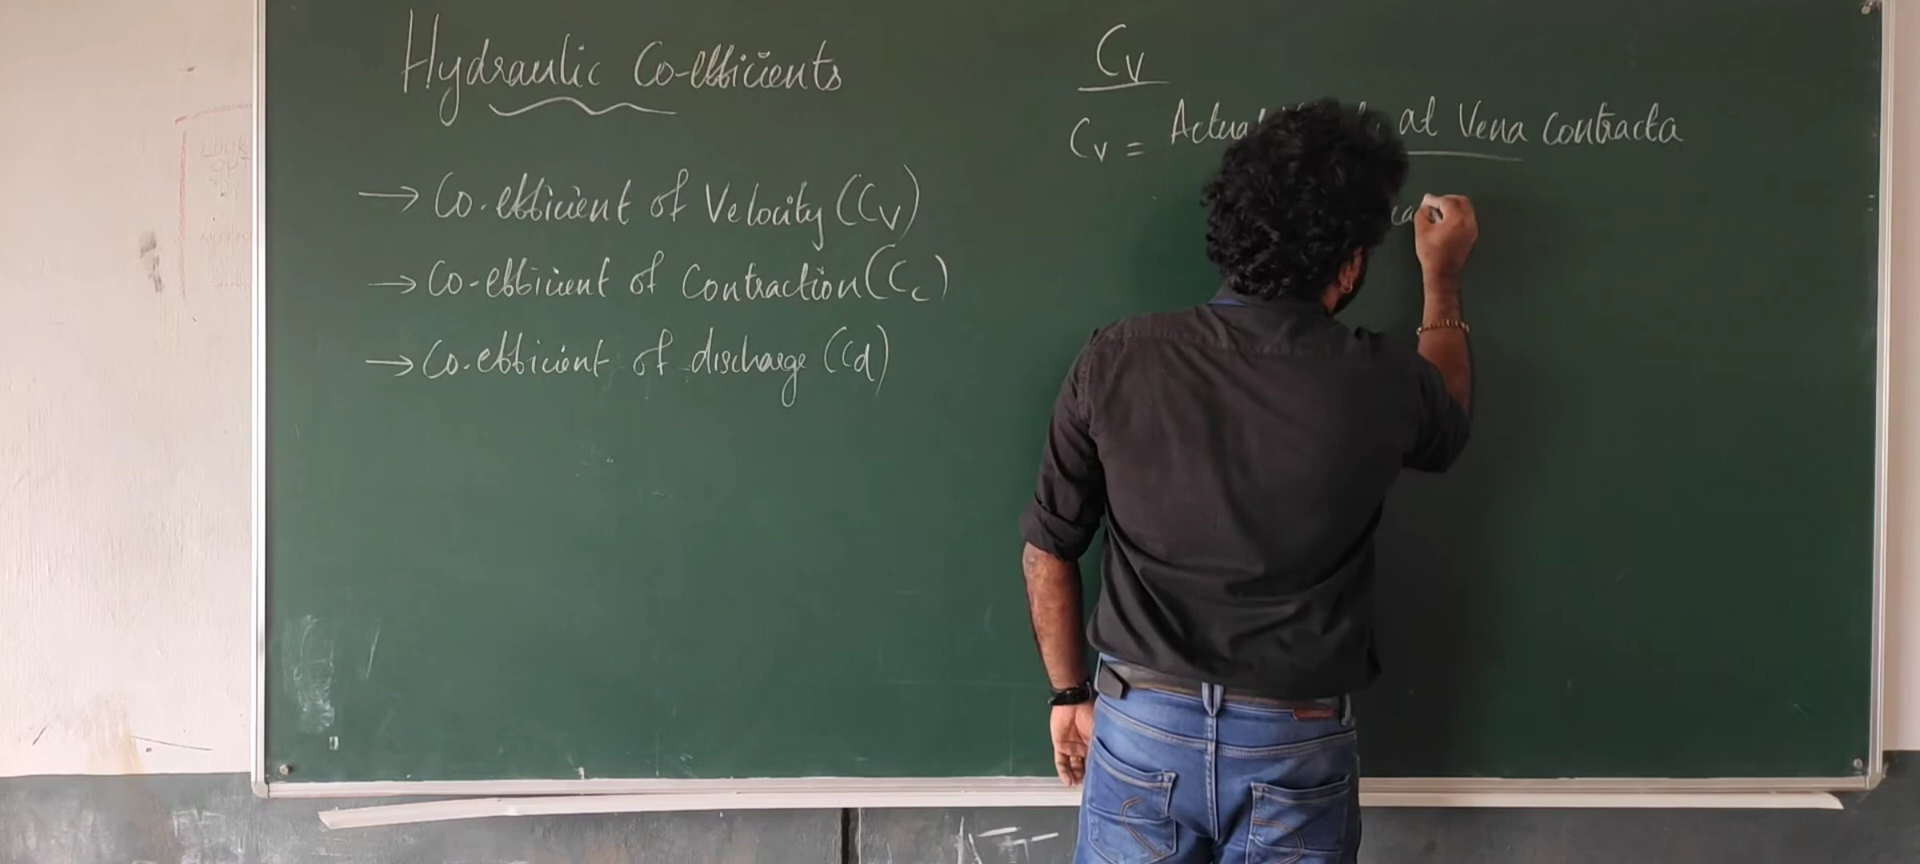 Hydraulic Co-efficients
→ Co-efficient of Velocity (Cv)
→ Co-efficient of Contraction (Cc)
→ Co-efficient of discharge (Cd)
Cv
Cv = Actual at Vena Contracta